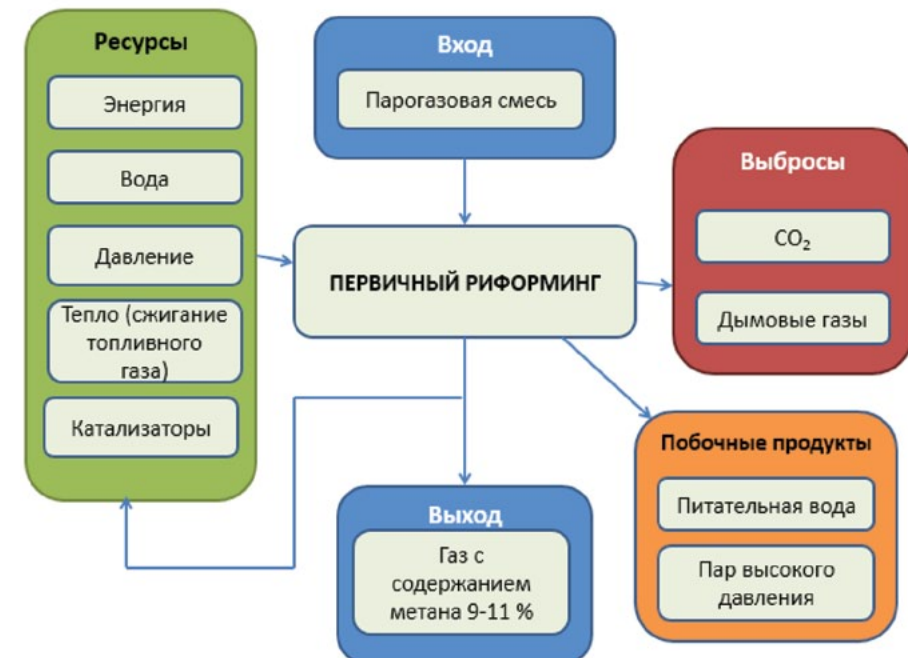 Ресурсы
Энергия
Вода
Давление
Тепло (сжигание
топливного
газа)
Катализаторы
Вход
Парогазовая смесь
ПЕРВИЧНЫЙ РИФОРМИНГ
Выбросы
CO₂
Дымовые газы
Побочные продукты
Питательная вода
Пар высокого
давления
Выход
Газ с
содержанием
метана 9-11 %